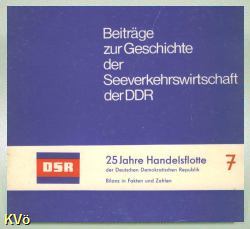 Beiträge
zur Geschichte
der
Seeverkehrswirtschaft
der DDR
DSR
25 Jahre Handelsflotte
der Deutschen Demokratischen Republik
Bilanz in Fakten und Zahlen
7
KVö